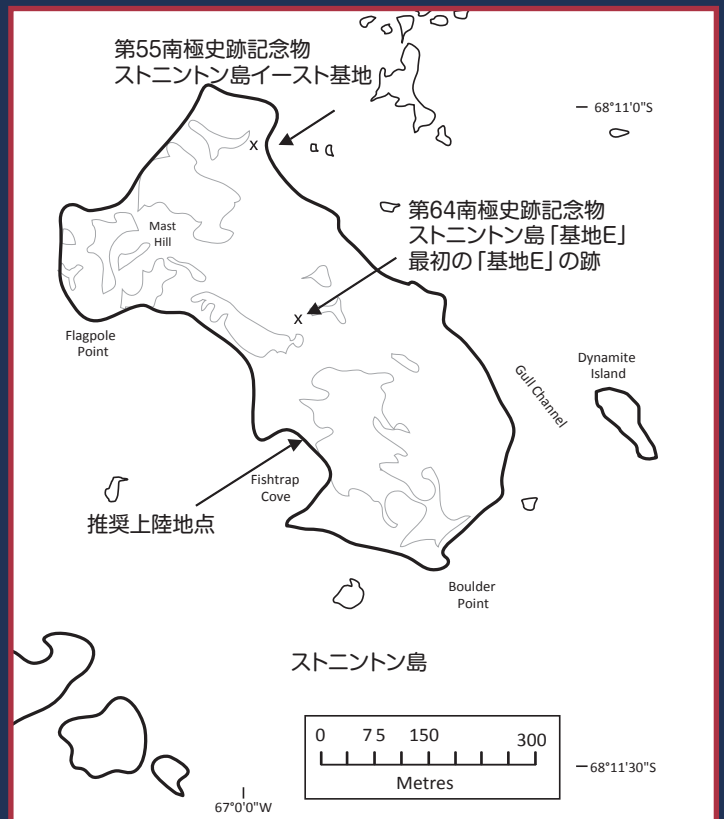 第55南極史跡記念物
ストニントン島イースト基地
68°11'0"S
x
第64南極史跡記念物
ストニントン島「基地E」
最初の「基地E」の跡
Mast
Hill
x
Flagpole
Point
Dynamite
Island
Gull Channel
Fishtrap
Cove
推奨上陸地点
Boulder
Point
ストニントン島
0 75 150 300
Metres
68°11'30"S
67°0'0"W